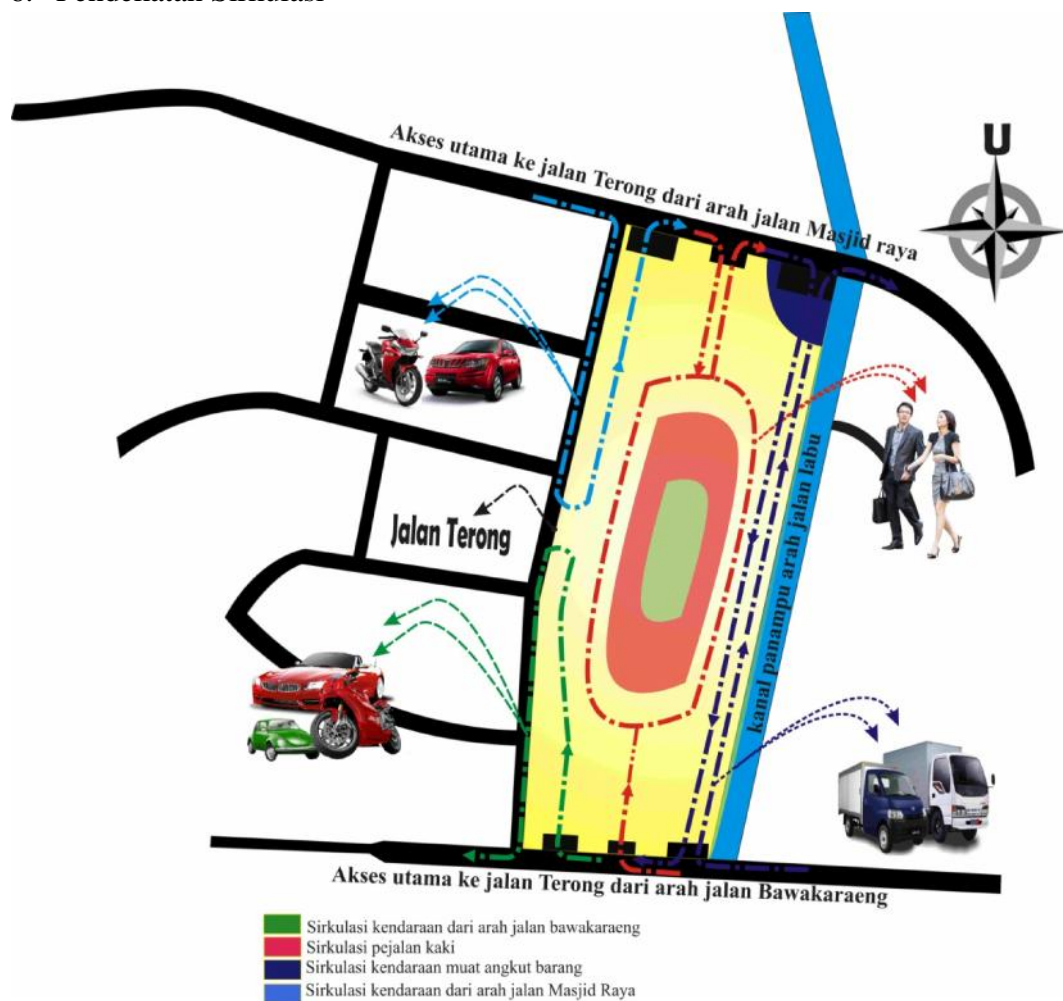 Akses utama ke jalan Terong dari arah jalan Masjid raya
U
Jalan Terong
kanal panampu arah jalan labu
Akses utama ke jalan Terong dari arah jalan Bawakaraeng
Sirkulasi kendaraan dari arah jalan bawakaraeng
Sirkulasi pejalan kaki
Sirkulasi kendaraan muat angkut barang
Sirkulasi kendaraan dari arah jalan Masjid Raya